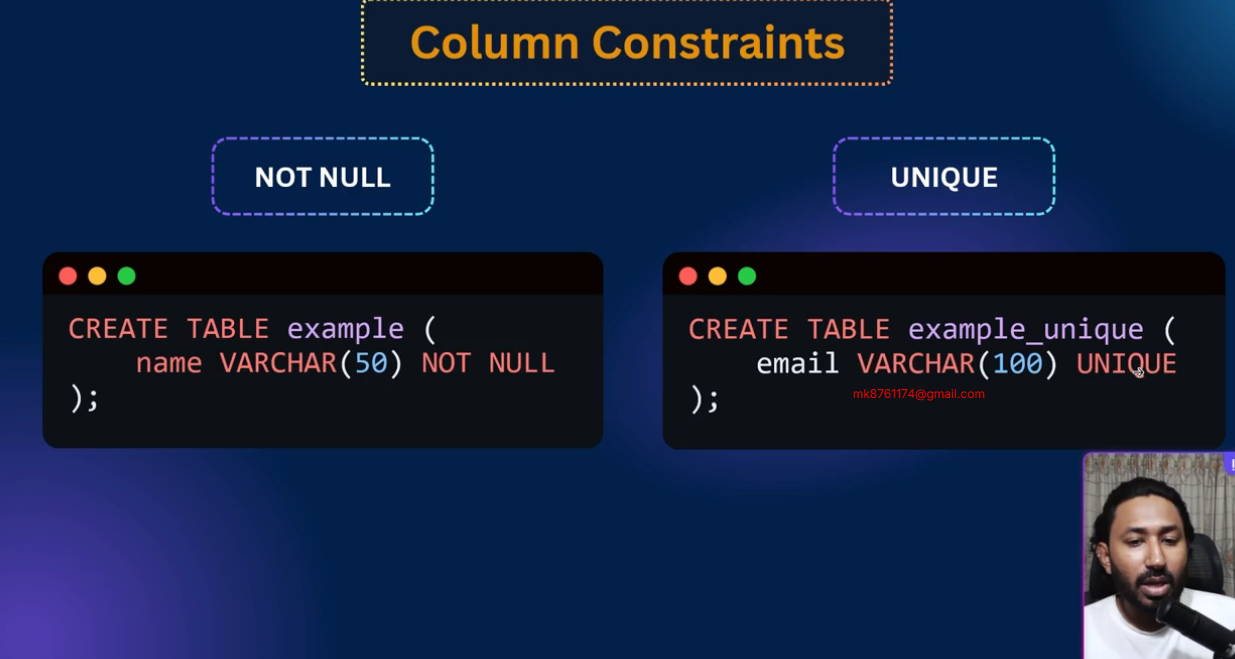 Column Constraints
NOT NULL
UNIQUE
CREATE TABLE example (
    name VARCHAR(50) NOT NULL
);
CREATE TABLE example_unique (
    email VARCHAR(100) UNIQUE
mk8761174@gmail.com
);